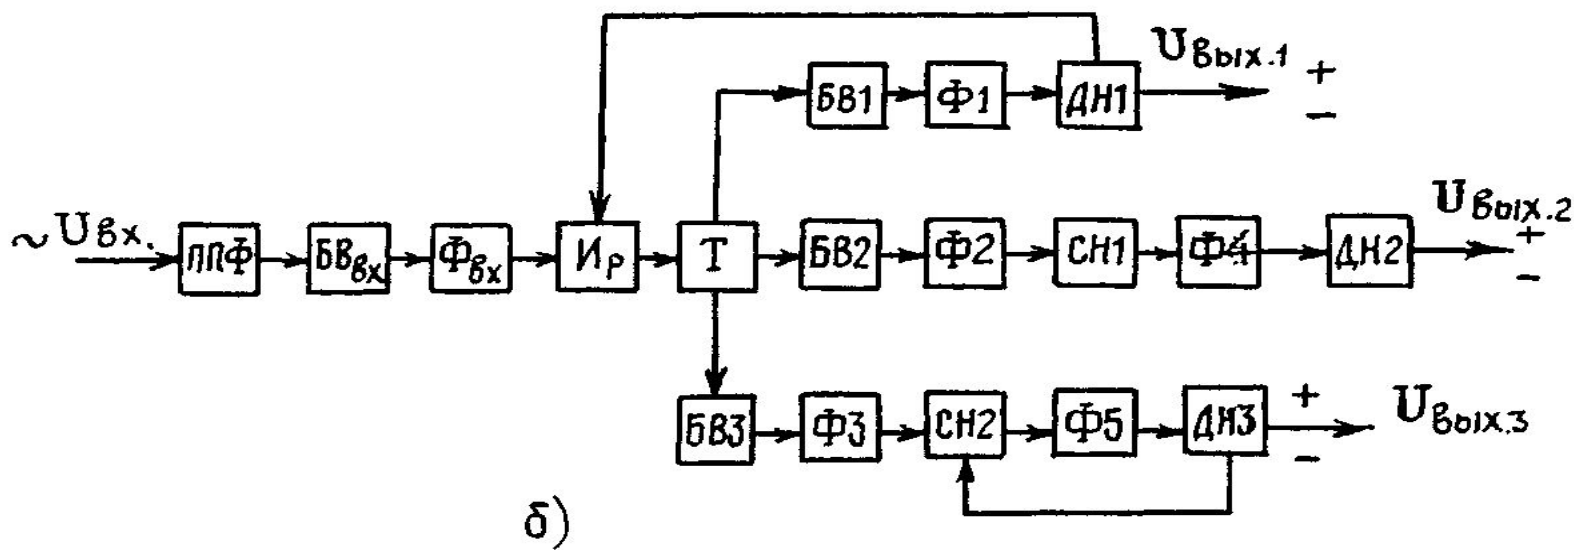 Uвых.1
+
−
БВ1 Ф1 ДН1
~Uвх.
ППФ БВвх Фвх Ир Т БВ2 Ф2 СН1 Ф4 ДН2
Uвых.2
+
−
БВ3 Ф3 СН2 Ф5 ДН3
+
−
Uвых.3
б)